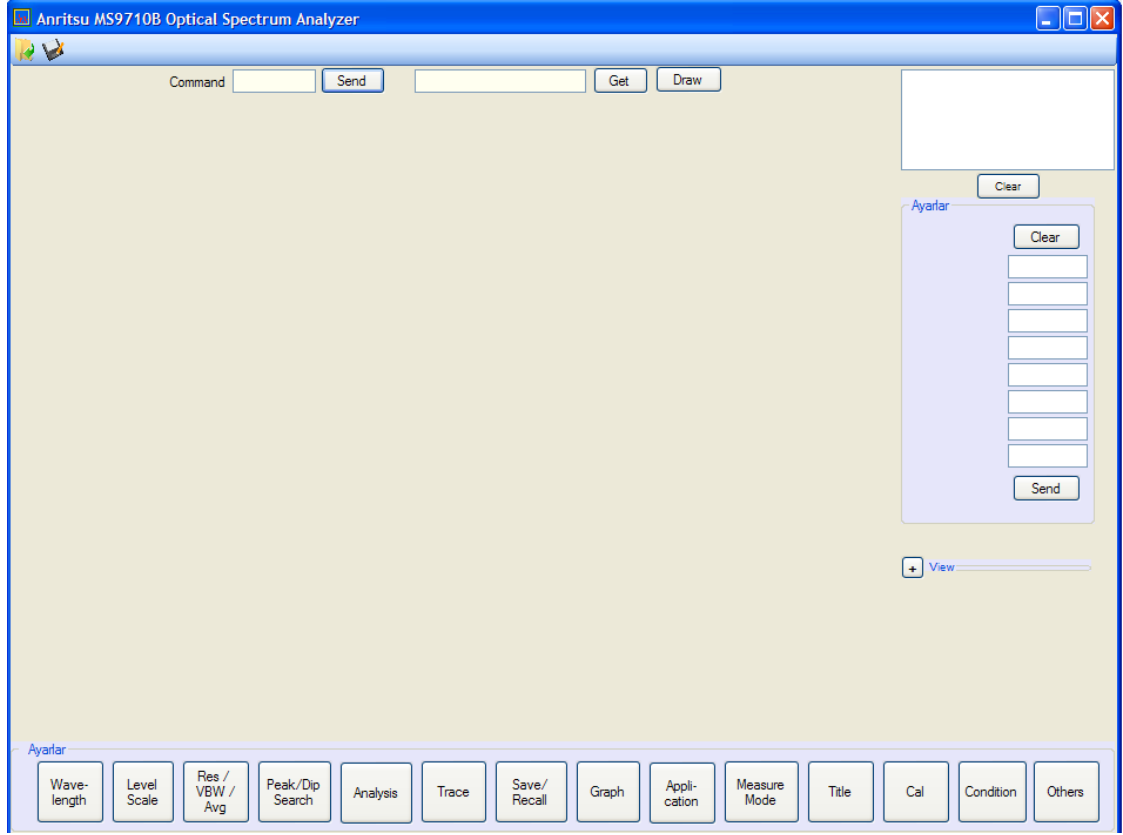 Anritsu MS9710B Optical Spectrum Analyzer
Command
Send
Get
Draw
Clear
Ayarlar
Clear
Send
+ View
Ayarlar
Wave-
length
Level
Scale
Res /
VBW /
Avg
Peak/Dip
Search
Analysis
Trace
Save/
Recall
Graph
Appli-
cation
Measure
Mode
Title
Cal
Condition
Others